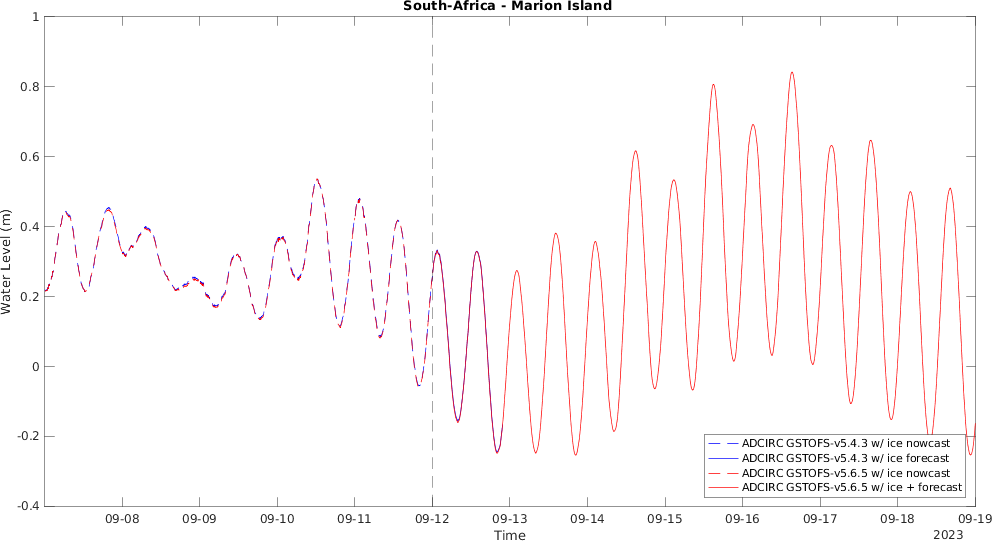 South-Africa - Marion Island
Water Level (m)
1
0.8
0.6
0.4
0.2
0
-0.2
-0.4
ADCIRC GSTOFS-v5.4.3 w/ ice nowcast
ADCIRC GSTOFS-v5.4.3 w/ ice forecast
ADCIRC GSTOFS-v5.6.5 w/ ice nowcast
ADCIRC GSTOFS-v5.6.5 w/ ice + forecast
09-08 09-09 09-10 09-11 09-12 09-13 09-14 09-15 09-16 09-17 09-18 09-19
Time
2023